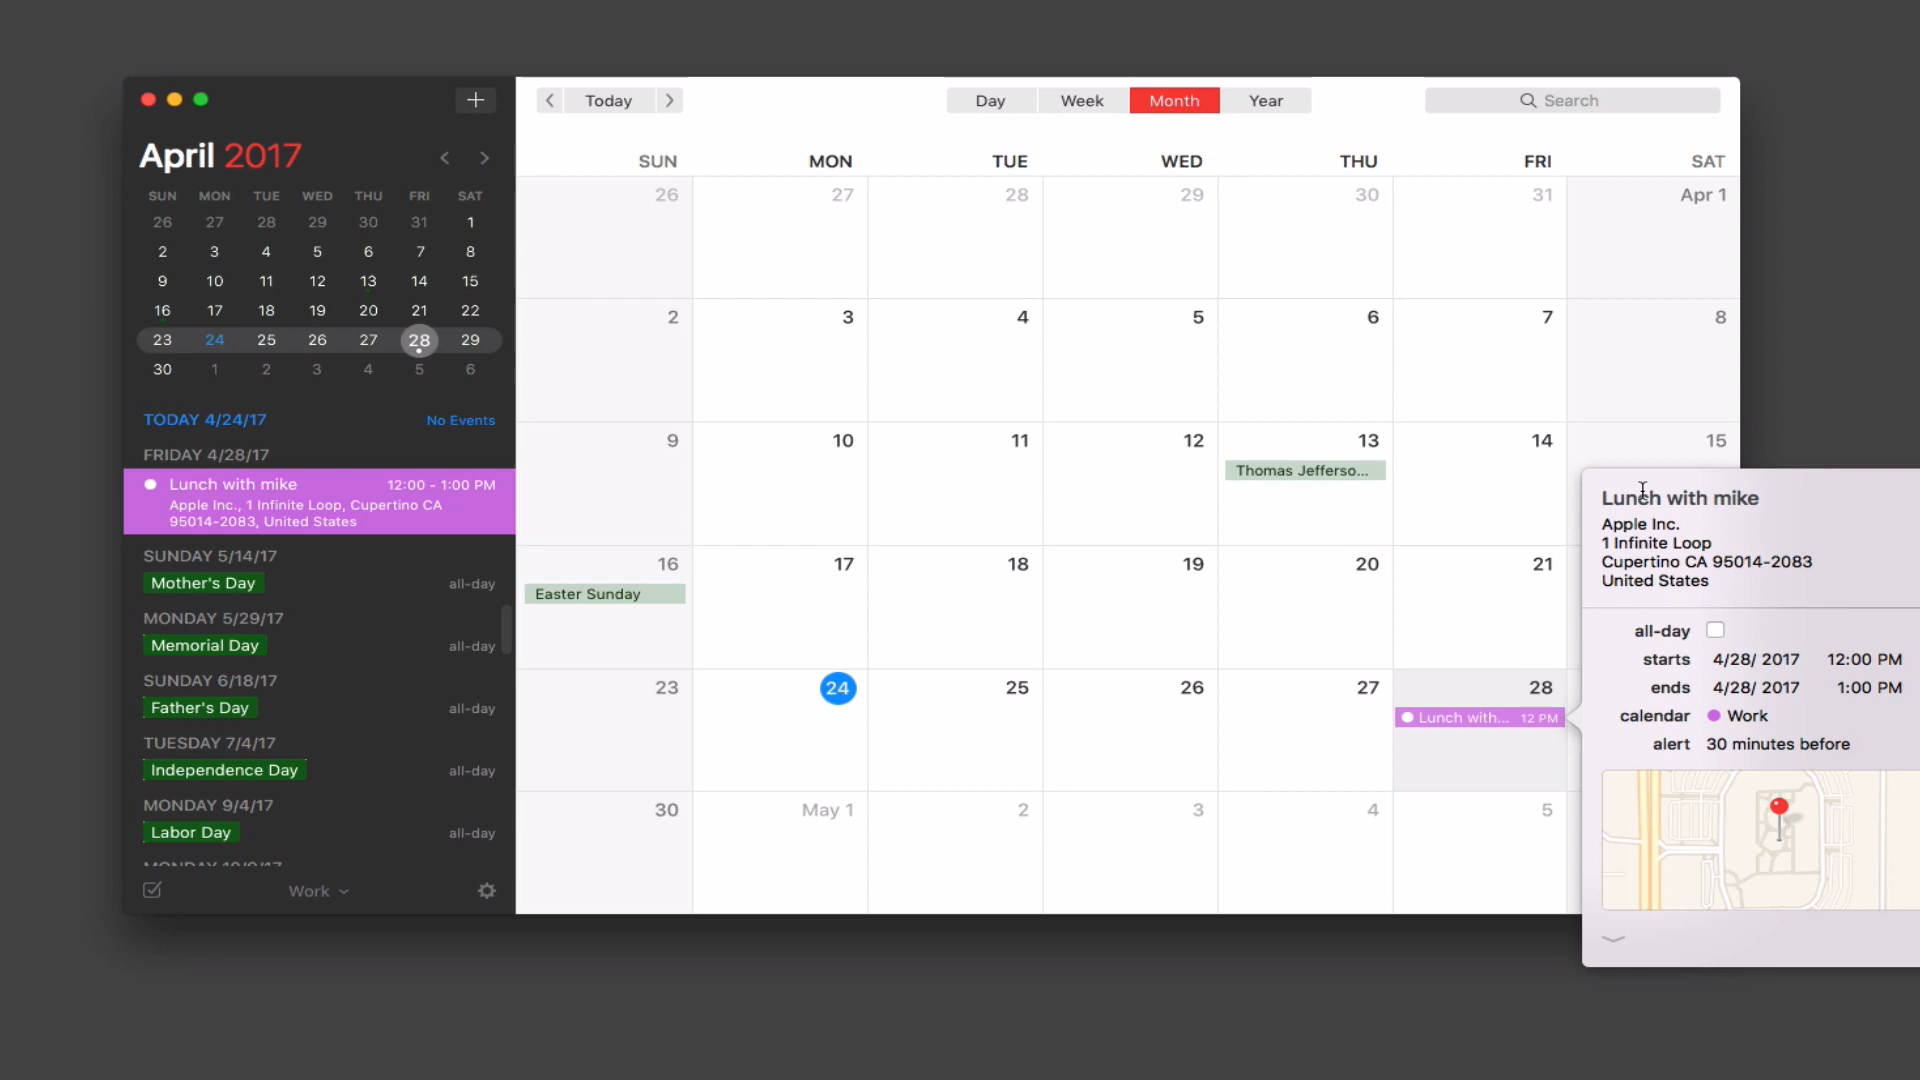 April 2017
SUN MON TUE WED THU FRI SAT
26 27 28 29 30 31 1
2 3 4 5 6 7 8
9 10 11 12 13 14 15
16 17 18 19 20 21 22
23 24 25 26 27 28 29
30 1 2 3 4 5 6
TODAY 4/24/17 No Events
FRIDAY 4/28/17
Lunch with mike 12:00 - 1:00 PM
Apple Inc., 1 Infinite Loop, Cupertino CA
95014-2083, United States
SUNDAY 5/14/17
Mother's Day all-day
MONDAY 5/29/17
Memorial Day all-day
SUNDAY 6/18/17
Father's Day all-day
TUESDAY 7/4/17
Independence Day all-day
MONDAY 9/4/17
Labor Day all-day
Work
Today Day Week Month Year Search
SUN MON TUE WED THU FRI SAT
26 27 28 29 30 31 Apr 1
2 3 4 5 6 7 8
9 10 11 12 13 14 15
Thomas Jefferso...
16 17 18 19 20 21
Easter Sunday
23 24 25 26 27 28
Lunch with... 12 PM
30 May 1 2 3 4 5
Lunch with mike
Apple Inc.
1 Infinite Loop
Cupertino CA 95014-2083
United States
all-day
starts 4/28/ 2017 12:00 PM
ends 4/28/ 2017 1:00 PM
calendar Work
alert 30 minutes before